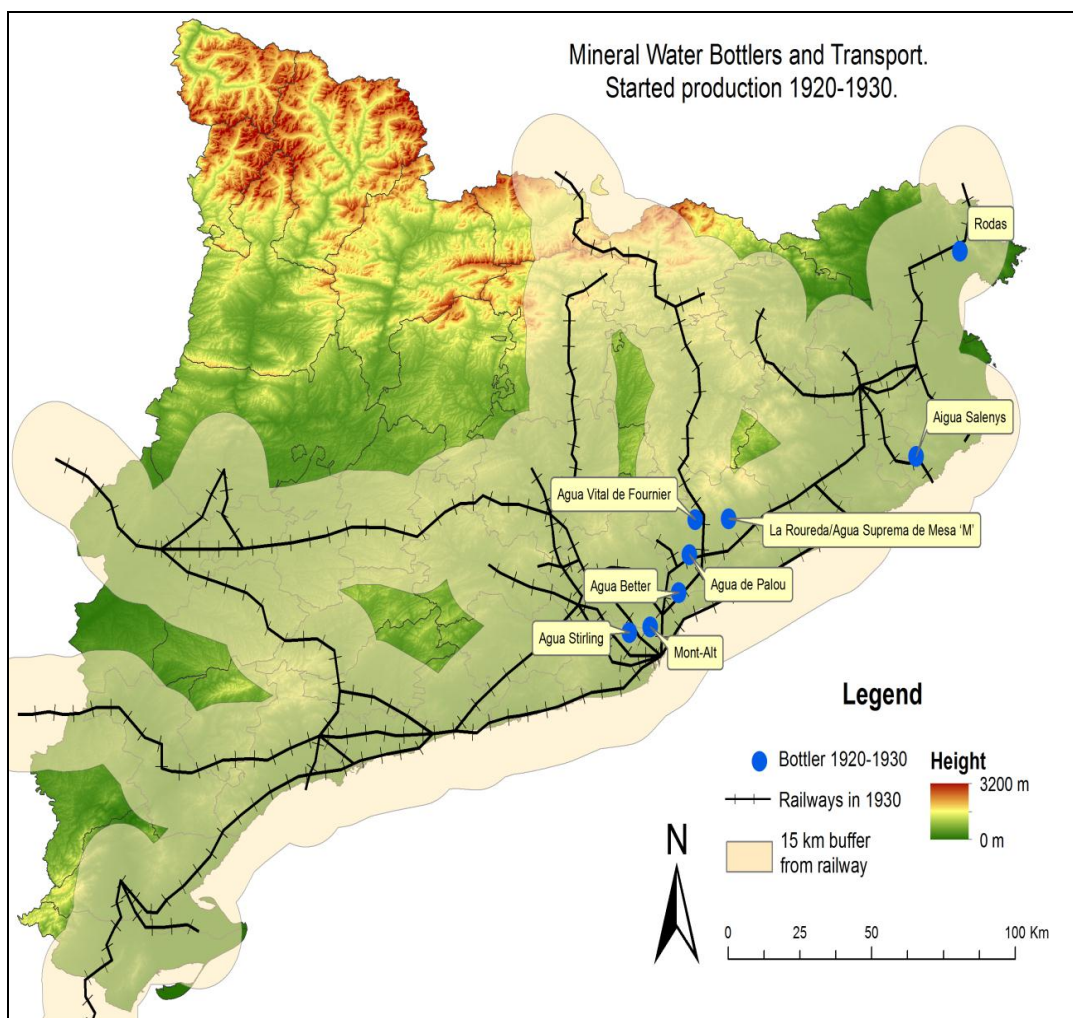 Mineral Water Bottlers and Transport.
Started production 1920-1930.
Rodas
Aigua Salenys
Agua Vital de Fournier
La Roureda/Agua Suprema de Mesa ‘M’
Agua Better
Agua de Palou
Agua Stirling
Mont-Alt
Legend
Bottler 1920-1930
Railways in 1930
15 km buffer
from railway
Height
3200 m
0 m
N
0 25 50 100 Km